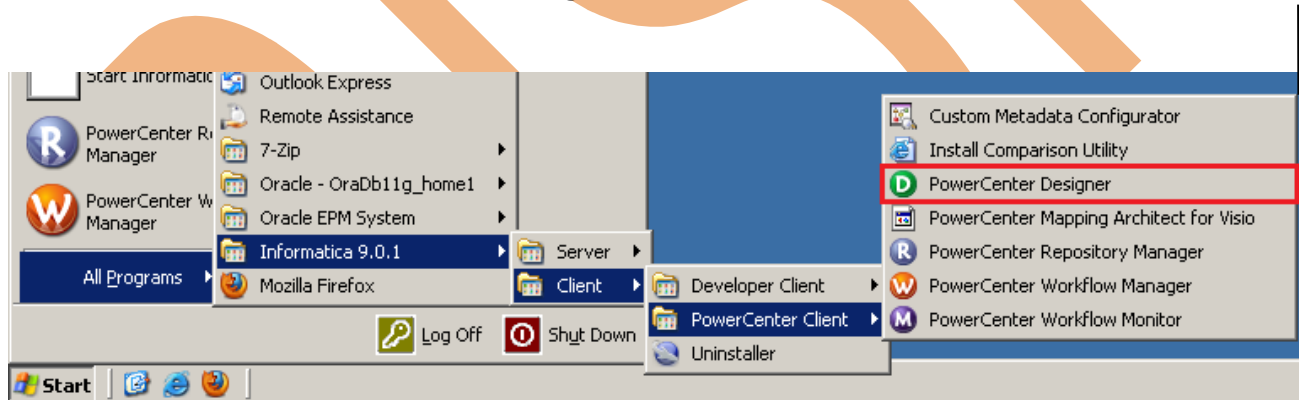 Start Informatic
PowerCenter R
Manager
PowerCenter W
Manager
All Programs
Outlook Express
Remote Assistance
7-Zip
Oracle - OraDb11g_home1
Oracle EPM System
Informatica 9.0.1
Mozilla Firefox
Log Off
Shut Down
Server
Client
Developer Client
PowerCenter Client
Uninstaller
Custom Metadata Configurator
Install Comparison Utility
PowerCenter Designer
PowerCenter Mapping Architect for Visio
PowerCenter Repository Manager
PowerCenter Workflow Manager
PowerCenter Workflow Monitor
Start